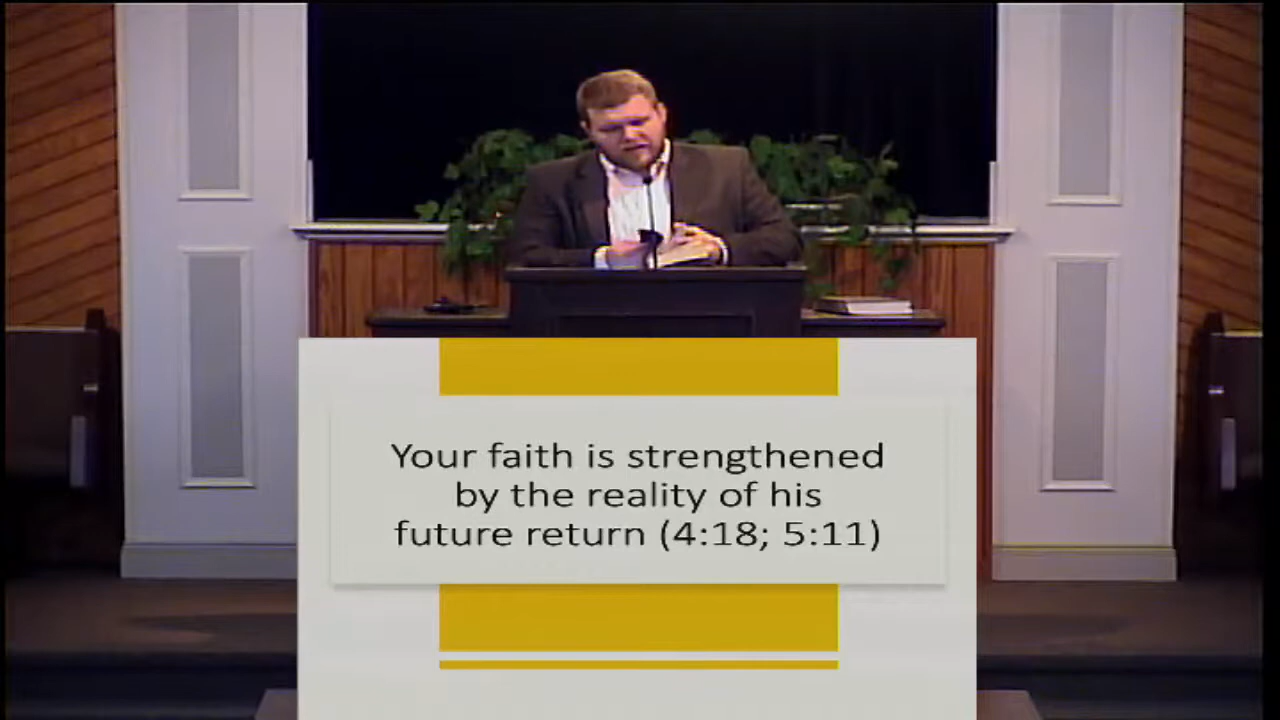 Your faith is strengthened
by the reality of his
future return (4:18; 5:11)